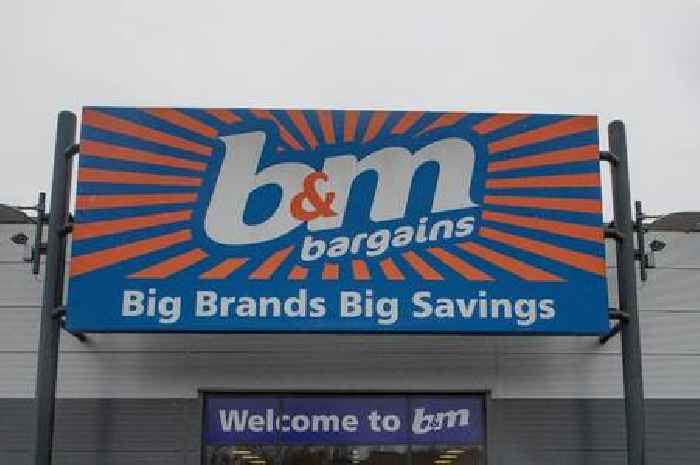 b&m
bargains
Big Brands Big Savings
Welcome to b&m